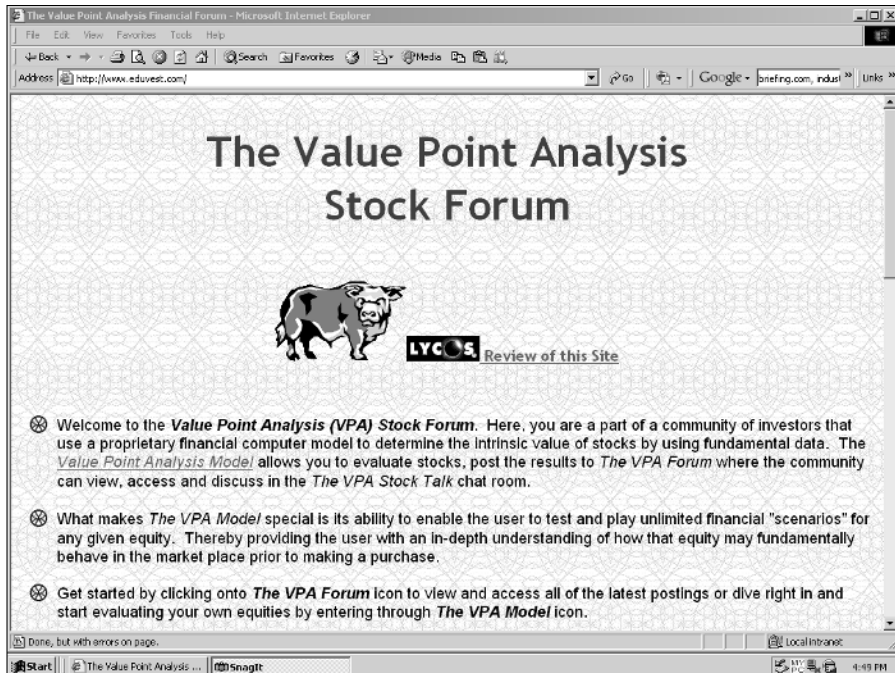 The Value Point Analysis Financial Forum - Microsoft Internet Explorer
File Edit View Favorites Tools Help
Back Search Favorites Media
Address http://www.eduvest.com/ Go Google briefing.com, indust » Links »
The Value Point Analysis
Stock Forum
LYCOS Review of this Site
Welcome to the Value Point Analysis (VPA) Stock Forum. Here, you are a part of a community of investors that
use a proprietary financial computer model to determine the intrinsic value of stocks by using fundamental data. The
Value Point Analysis Model allows you to evaluate stocks, post the results to The VPA Forum where the community
can view, access and discuss in the The VPA Stock Talk chat room.
What makes The VPA Model special is its ability to enable the user to test and play unlimited financial "scenarios" for
any given equity. Thereby providing the user with an in-depth understanding of how that equity may fundamentally
behave in the market place prior to making a purchase.
Get started by clicking onto The VPA Forum icon to view and access all of the latest postings or dive right in and
start evaluating your own equities by entering through The VPA Model icon.
Done, but with errors on page. Local intranet
Start The Value Point Analysis ... SnagIt MY PC 4:49 PM